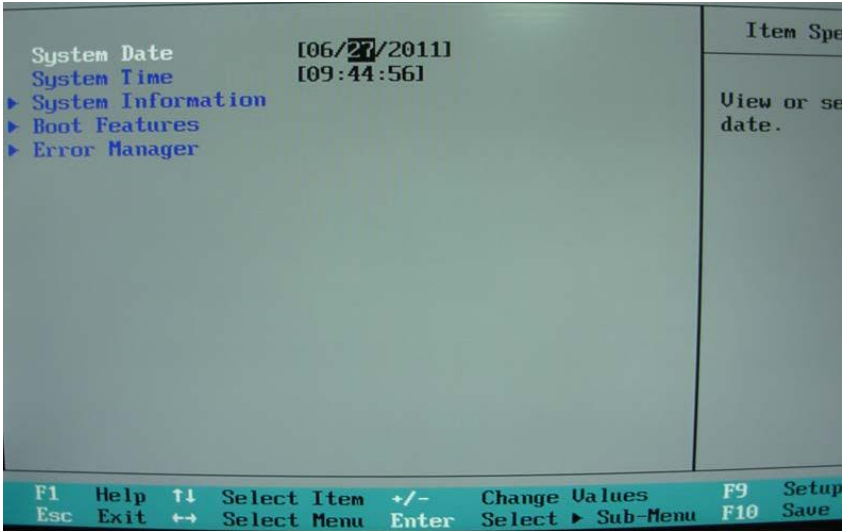 Item Spe
System Date [06/27/2011]
System Time [09:44:56]
▶ System Information
▶ Boot Features
▶ Error Manager
View or se
date.
F1 Help ↑↓ Select Item +/- Change Values F9 Setup
Esc Exit ↔ Select Menu Enter Select ▶ Sub-Menu F10 Save